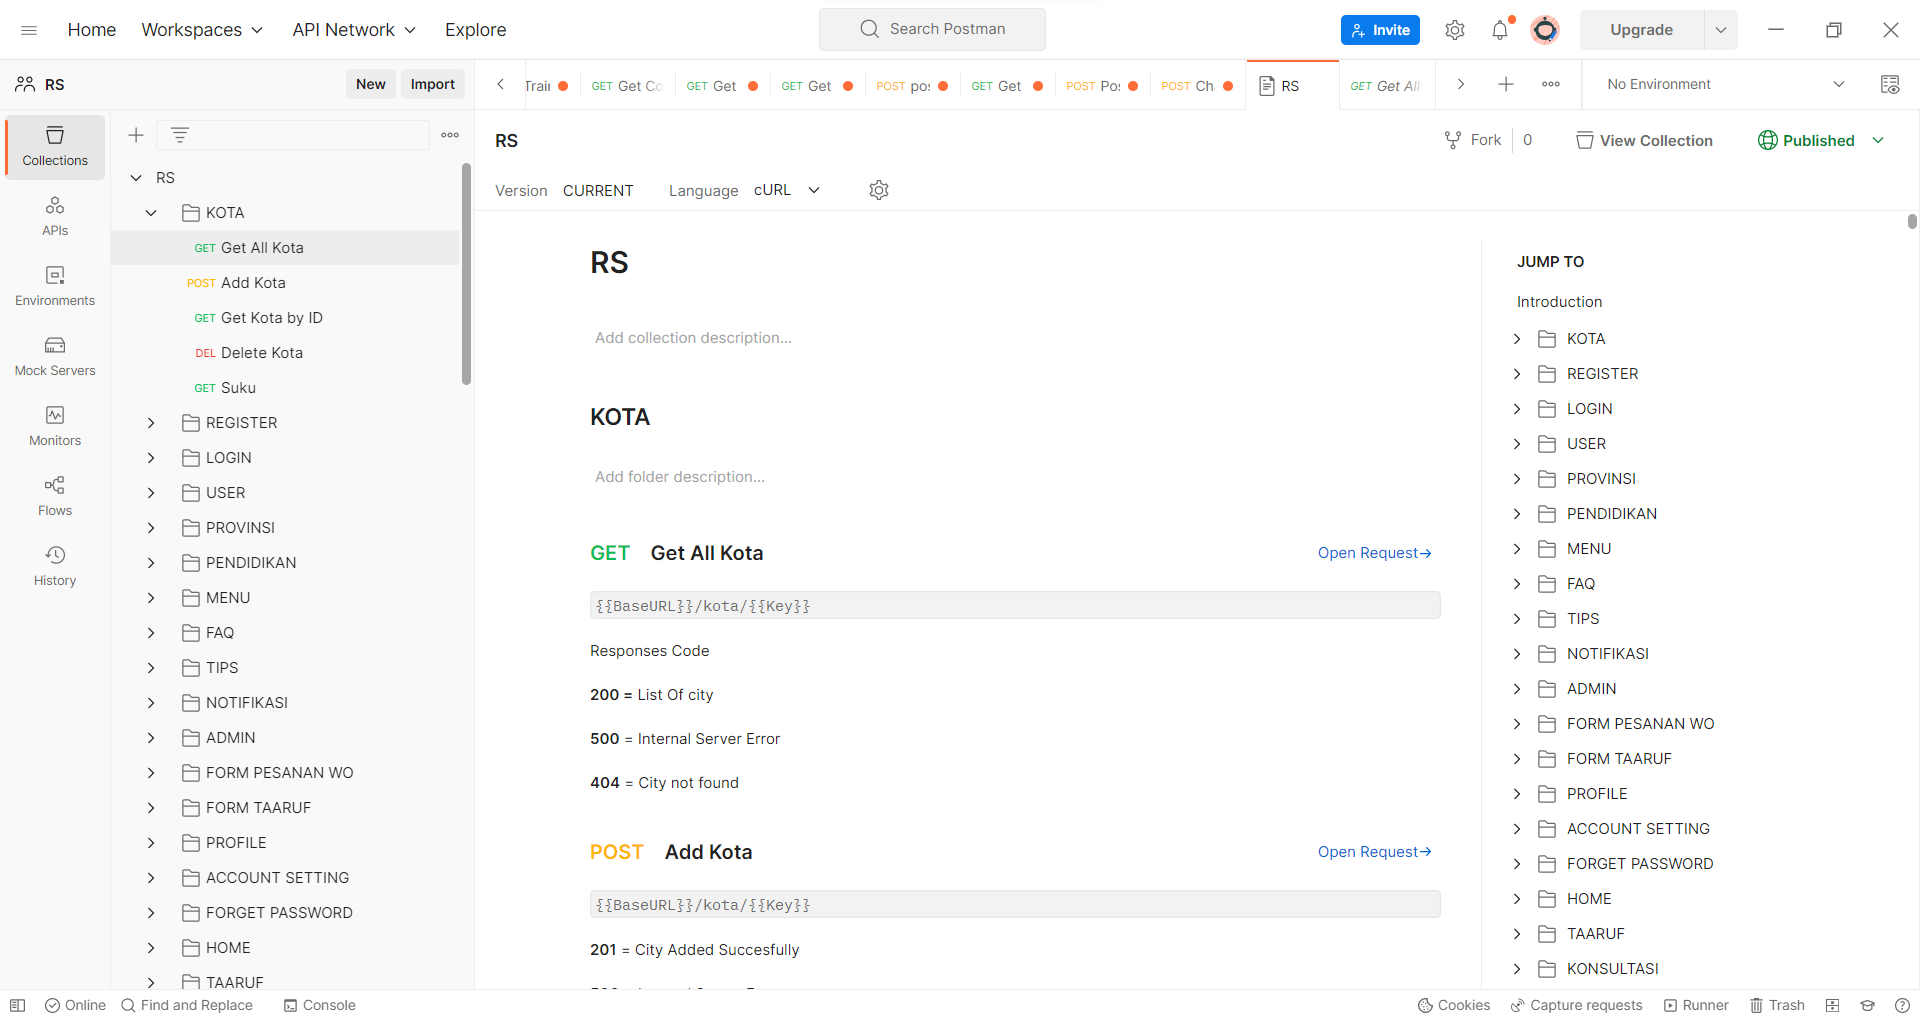 Home
Workspaces
API Network
Explore
Search Postman
Invite
Upgrade
RS
New
Import
Trai
GET Get Co
GET Get
GET Get
POST pos
GET Get
POST Po
POST Ch
RS
GET Get All
No Environment
Collections
APIs
Environments
Mock Servers
Monitors
Flows
History
RS
KOTA
GET Get All Kota
POST Add Kota
GET Get Kota by ID
DEL Delete Kota
GET Suku
REGISTER
LOGIN
USER
PROVINSI
PENDIDIKAN
MENU
FAQ
TIPS
NOTIFIKASI
ADMIN
FORM PESANAN WO
FORM TAARUF
PROFILE
ACCOUNT SETTING
FORGET PASSWORD
HOME
TAARUF
RS
Fork 0
View Collection
Published
Version CURRENT
Language cURL
RS
Add collection description...
KOTA
Add folder description...
GET Get All Kota
Open Request→
{{BaseURL}}/kota/{{Key}}
Responses Code
200 = List Of city
500 = Internal Server Error
404 = City not found
POST Add Kota
Open Request→
{{BaseURL}}/kota/{{Key}}
201 = City Added Succesfully
JUMP TO
Introduction
KOTA
REGISTER
LOGIN
USER
PROVINSI
PENDIDIKAN
MENU
FAQ
TIPS
NOTIFIKASI
ADMIN
FORM PESANAN WO
FORM TAARUF
PROFILE
ACCOUNT SETTING
FORGET PASSWORD
HOME
TAARUF
KONSULTASI
Online
Find and Replace
Console
Cookies
Capture requests
Runner
Trash